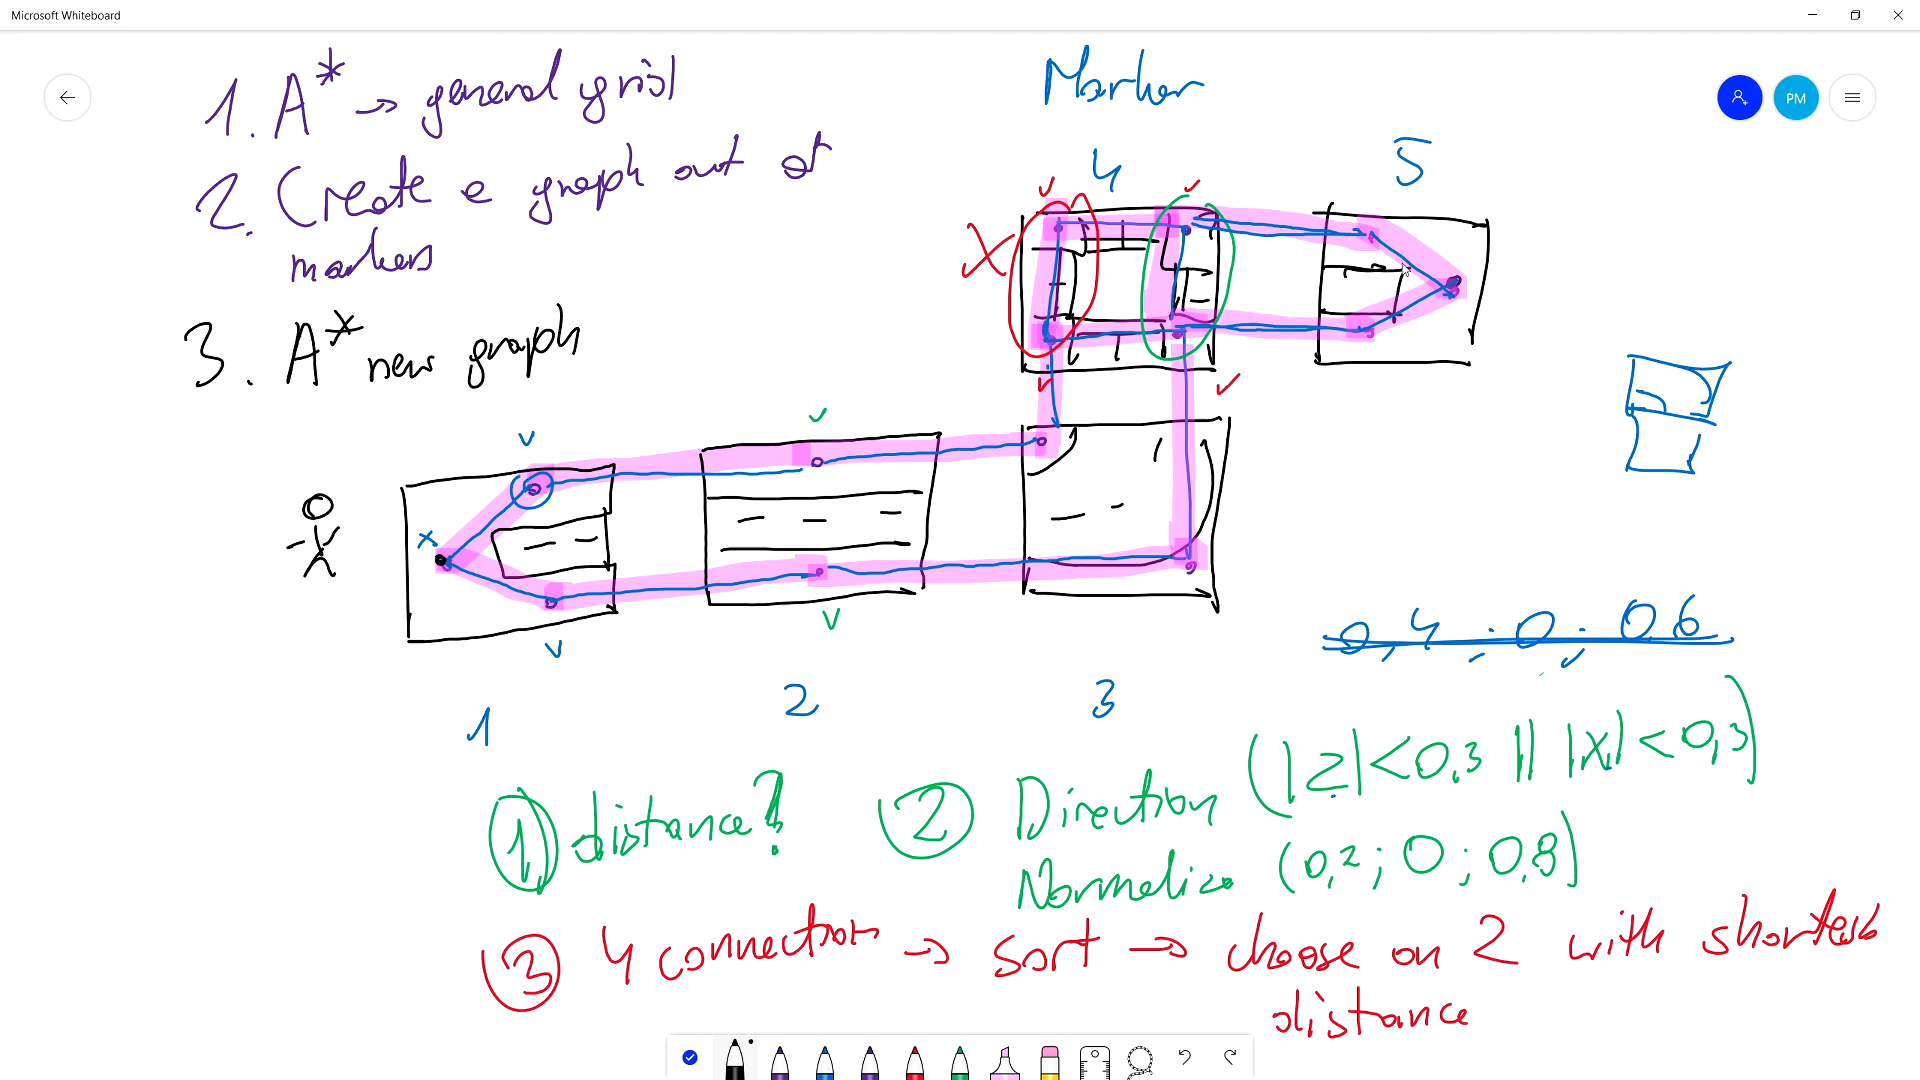 Microsoft Whiteboard
PM
1. A* → general grid
2. Create a graph out of
markers
3. A* new graph
Marker
4
5
X
x
v
v
v
v
1
2
3
0,4 ; 0 ; 0,6
① distance?
② Direction (|z|<0,3 || |x|<0,3)
Normalize (0,2 ; 0 ; 0,8)
③ 4 connection → sort → choose on 2 with shortest
distance